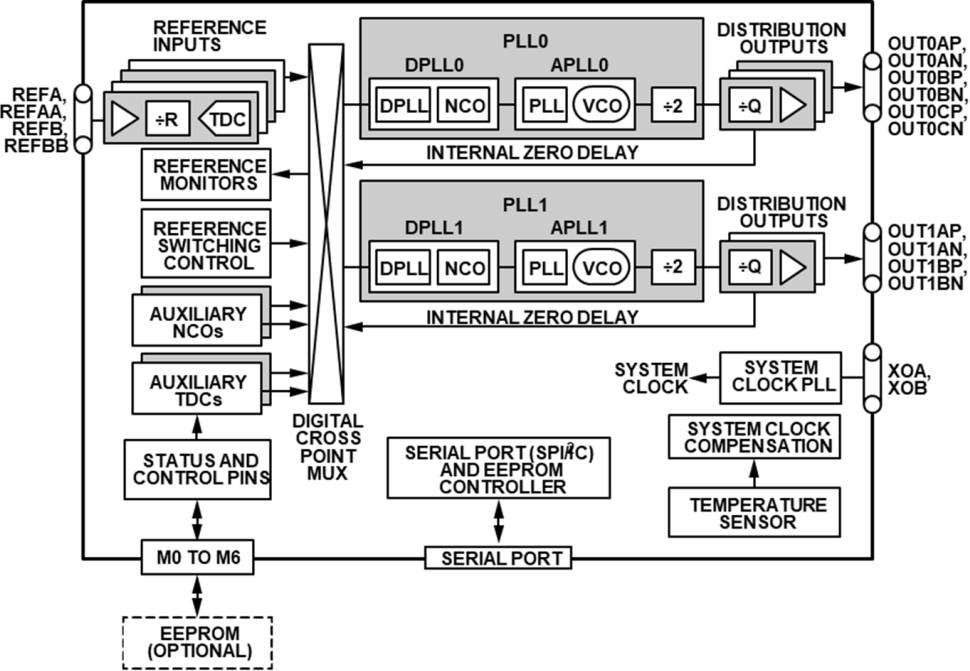 REFERENCE
INPUTS
REFA,
REFAA,
REFB,
REFBB
÷R
TDC
REFERENCE
MONITORS
REFERENCE
SWITCHING
CONTROL
AUXILIARY
NCOs
AUXILIARY
TDCs
STATUS AND
CONTROL PINS
M0 TO M6
EEPROM
(OPTIONAL)
DIGITAL
CROSS
POINT
MUX
PLL0
DPLL0
APLL0
DPLL
NCO
PLL
VCO
÷2
DISTRIBUTION
OUTPUTS
÷Q
OUT0AP,
OUT0AN,
OUT0BP,
OUT0BN,
OUT0CP,
OUT0CN
INTERNAL ZERO DELAY
PLL1
DPLL1
APLL1
DPLL
NCO
PLL
VCO
÷2
DISTRIBUTION
OUTPUTS
÷Q
OUT1AP,
OUT1AN,
OUT1BP,
OUT1BN
INTERNAL ZERO DELAY
SYSTEM
CLOCK
SYSTEM
CLOCK PLL
XOA,
XOB
SYSTEM CLOCK
COMPENSATION
TEMPERATURE
SENSOR
SERIAL PORT (SPI/I²C)
AND EEPROM
CONTROLLER
SERIAL PORT